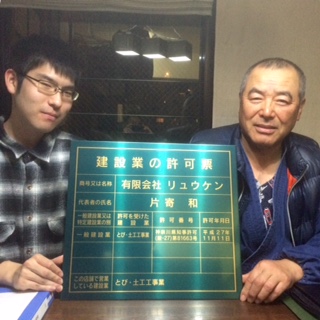 建設業の許可票
商号又は名称 有限会社 リュウケン
代表者の氏名 片寄 和
一般建設業又は特定建設業の別 許可を受けた建設業 許可番号 許可年月日
一般建設業 とび・土工工事業 神奈川県知事許可(般-27)第81663号 平成27年11月11日
この店舗で営業している建設業 とび・土工工事業